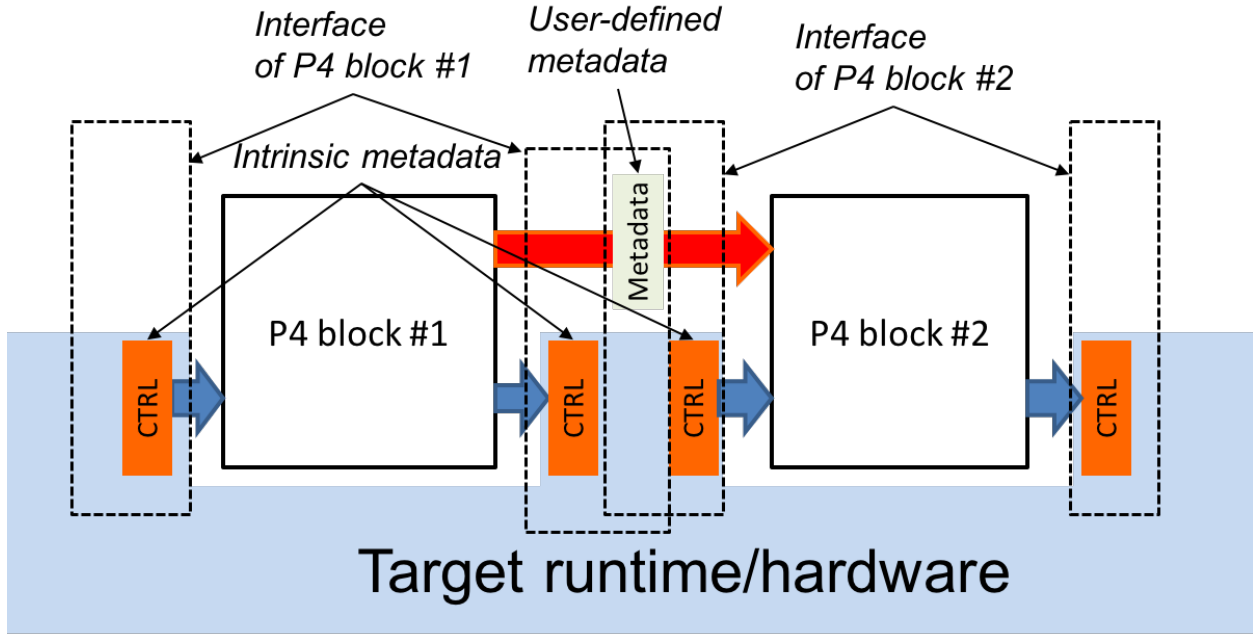 Interface
of P4 block #1
User-defined
metadata
Interface
of P4 block #2
Intrinsic metadata
Metadata
P4 block #1
P4 block #2
CTRL
CTRL
CTRL
CTRL
Target runtime/hardware